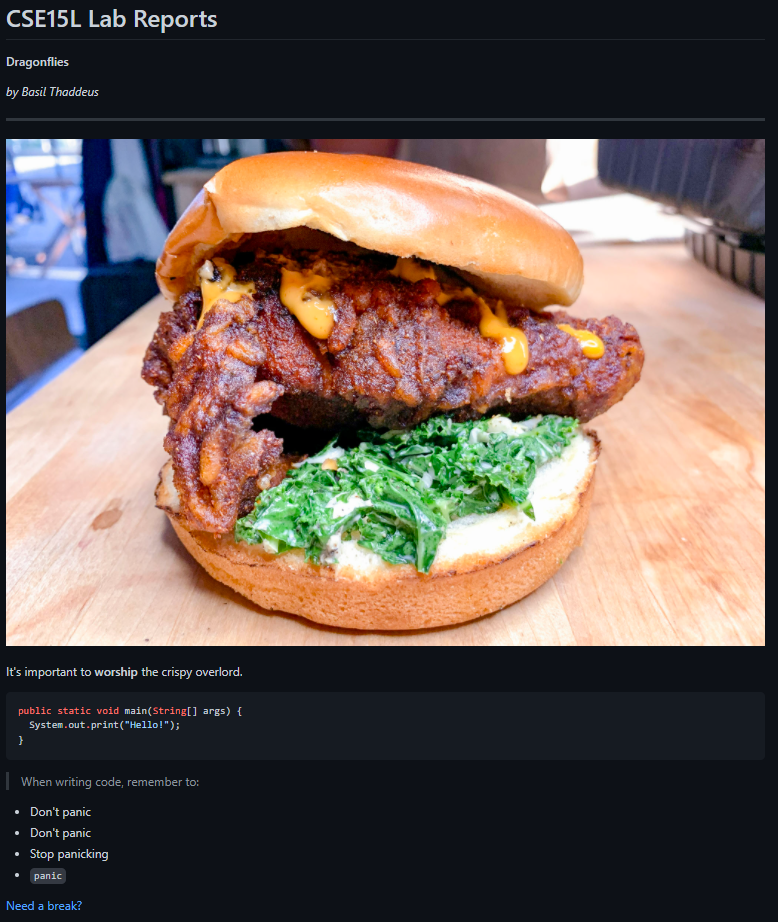 CSE15L Lab Reports
Dragonflies
by Basil Thaddeus
It's important to worship the crispy overlord.
public static void main(String[] args) {
  System.out.print("Hello!");
}
When writing code, remember to:
Don't panic
Don't panic
Stop panicking
panic
Need a break?